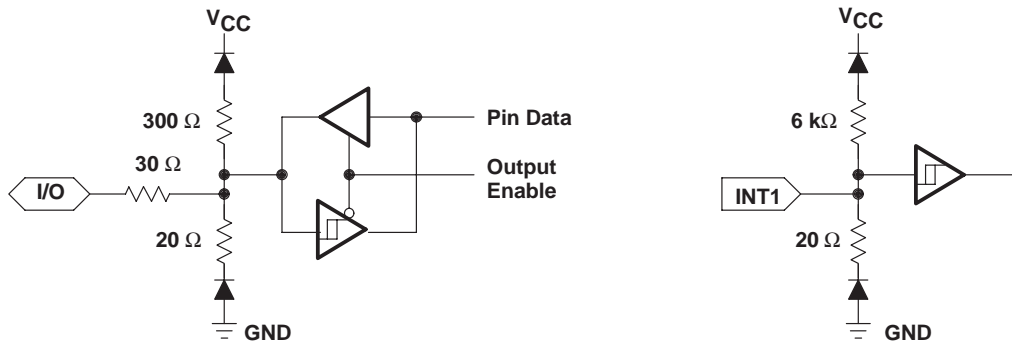 VCC
300 Ω
30 Ω
I/O
20 Ω
GND
Pin Data
Output
Enable
VCC
6 kΩ
INT1
20 Ω
GND